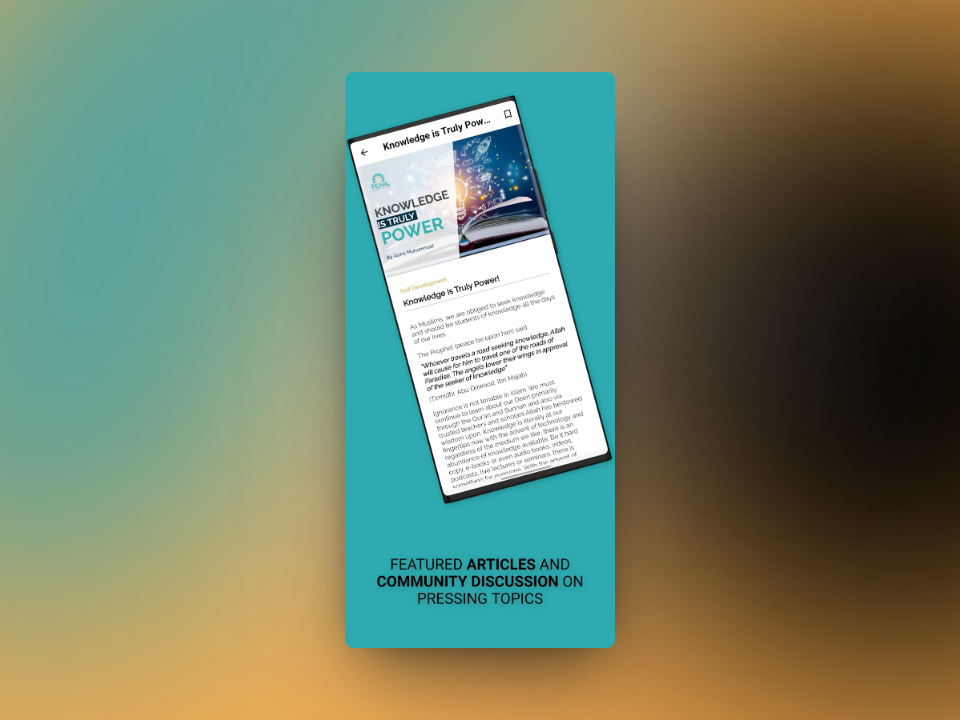 Knowledge is Truly Pow...
PEARL
KNOWLEDGE
IS TRULY
POWER
By Aisha Muhammad
Self Development
Knowledge is Truly Power!
As Muslims, we are obliged to seek knowledge
and should be students of knowledge all the days
of our lives.
The Prophet (peace be upon him) said
"Whoever travels a road seeking knowledge, Allah
will cause for him to travel one of the roads of
Paradise. The angels lower their wings in approval
of the seeker of knowledge"
(Tirmidhi, Abu Dawood, Ibn Majah)
Ignorance is not tenable in Islam. We must
continue to learn about our Deen primarily
through the Qur'an and Sunnah and also via
trusted teachers and scholars Allah has bestowed
wisdom upon. Knowledge is literally at our
fingertips now with the advent of technology and
regardless of the medium we like, there is an
abundance of knowledge available. Be it hard
copy, e-books or even audio books, videos,
podcasts, live lectures or seminars, there is
something for everyone. With the advent of
FEATURED ARTICLES AND
COMMUNITY DISCUSSION ON
PRESSING TOPICS